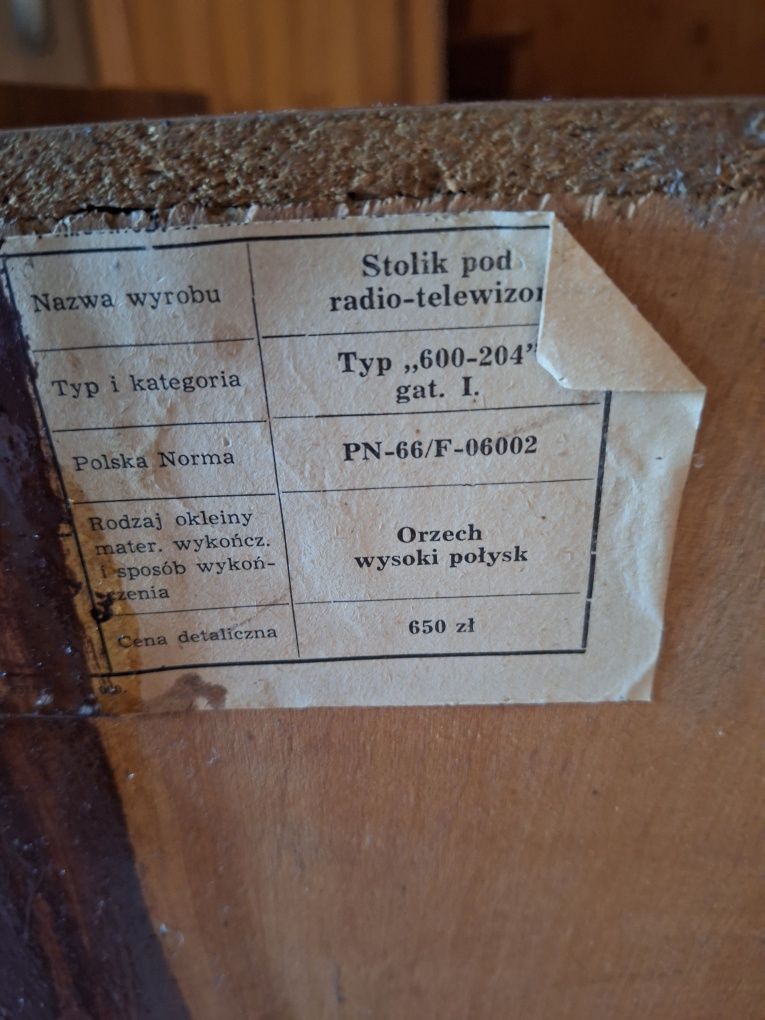 Nazwa wyrobu
Stolik pod
radio-telewizor
Typ i kategoria
Typ „600-204”
gat. I.
Polska Norma
PN-66/F-06002
Rodzaj okleiny
mater. wykończ.
i sposób wykoń-
czenia
Orzech
wysoki połysk
Cena detaliczna
650 zł